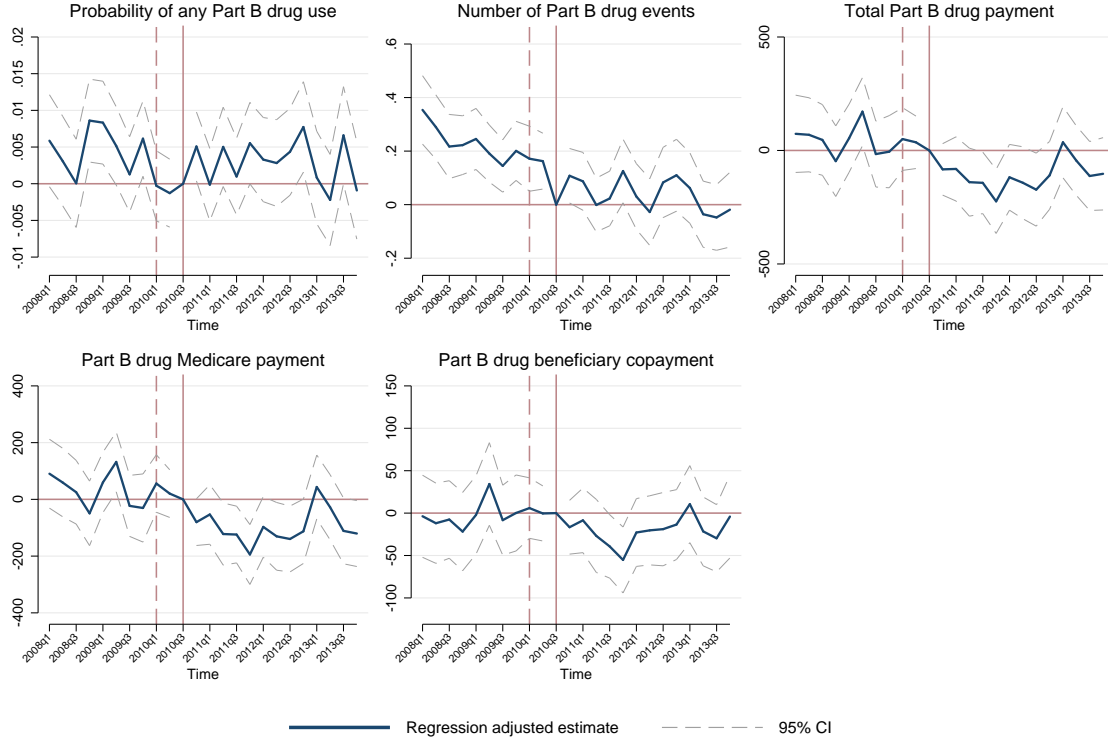 Probability of any Part B drug use
.02
.015
.01
.005
0
-.005
-.01
2008q1
2008q3
2009q1
2009q3
2010q1
2010q3
2011q1
2011q3
2012q1
2012q3
2013q1
2013q3
Time
Number of Part B drug events
.6
.4
.2
0
-.2
2008q1
2008q3
2009q1
2009q3
2010q1
2010q3
2011q1
2011q3
2012q1
2012q3
2013q1
2013q3
Time
Total Part B drug payment
500
0
-500
2008q1
2008q3
2009q1
2009q3
2010q1
2010q3
2011q1
2011q3
2012q1
2012q3
2013q1
2013q3
Time
Part B drug Medicare payment
400
200
0
-200
-400
2008q1
2008q3
2009q1
2009q3
2010q1
2010q3
2011q1
2011q3
2012q1
2012q3
2013q1
2013q3
Time
Part B drug beneficiary copayment
150
100
50
0
-50
-100
2008q1
2008q3
2009q1
2009q3
2010q1
2010q3
2011q1
2011q3
2012q1
2012q3
2013q1
2013q3
Time
Regression adjusted estimate
95% CI